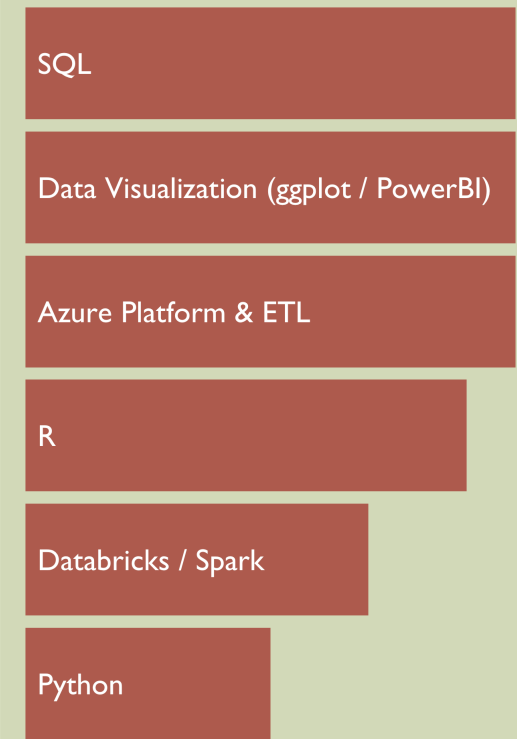 SQL
Data Visualization (ggplot / PowerBI)
Azure Platform & ETL
R
Databricks / Spark
Python